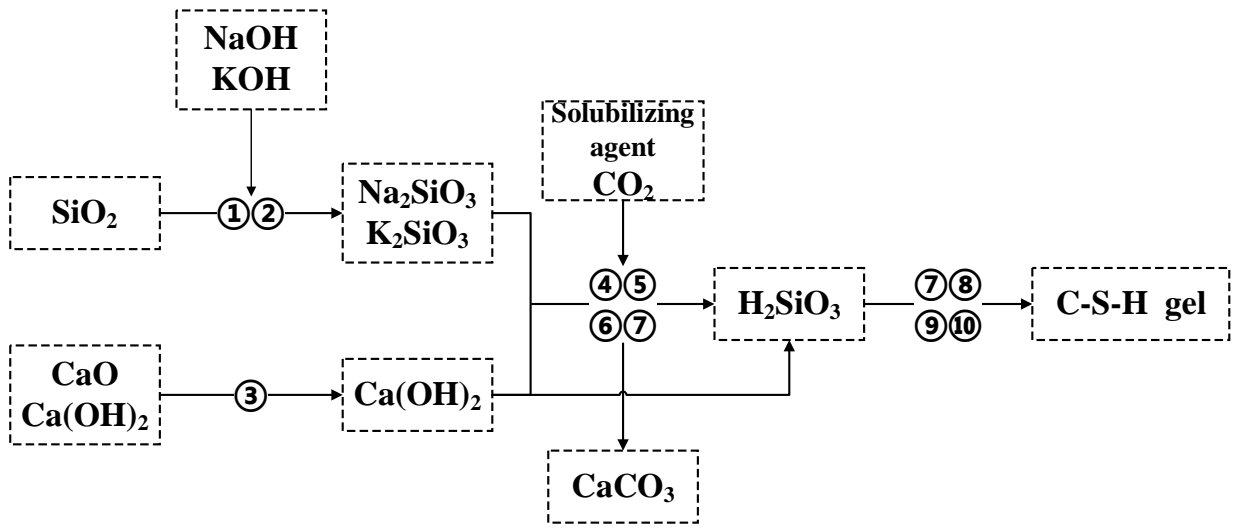 NaOH
KOH
Solubilizing
agent
CO₂
SiO₂
①②
Na₂SiO₃
K₂SiO₃
④⑤
⑥⑦
H₂SiO₃
⑦⑧
⑨⑩
C-S-H gel
CaO
Ca(OH)₂
③
Ca(OH)₂
CaCO₃